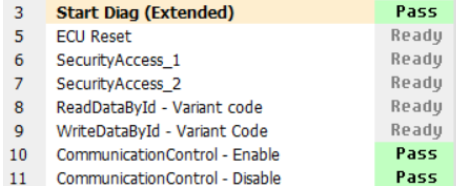 3 Start Diag (Extended) Pass
5 ECU Reset Ready
6 SecurityAccess_1 Ready
7 SecurityAccess_2 Ready
8 ReadDataById - Variant code Ready
9 WriteDataById - Variant Code Ready
10 CommunicationControl - Enable Pass
11 CommunicationControl - Disable Pass